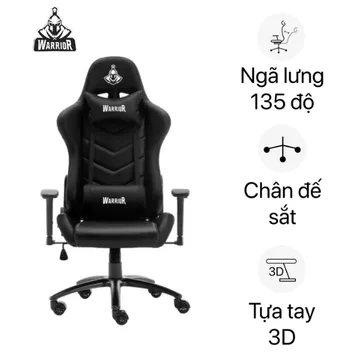 WARRIOR
WARRIOR
WARRIOR
Ngã lưng
135 độ
Chân đế
sắt
3D
Tựa tay
3D